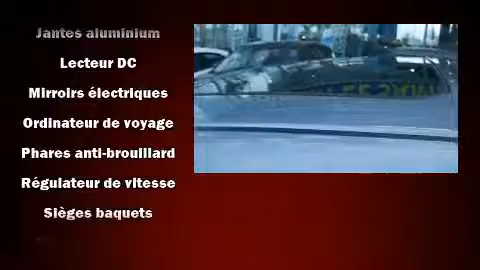 Jantes aluminium
Lecteur DC
Mirroirs électriques
Ordinateur de voyage
Phares anti-brouillard
Régulateur de vitesse
Sièges baquets